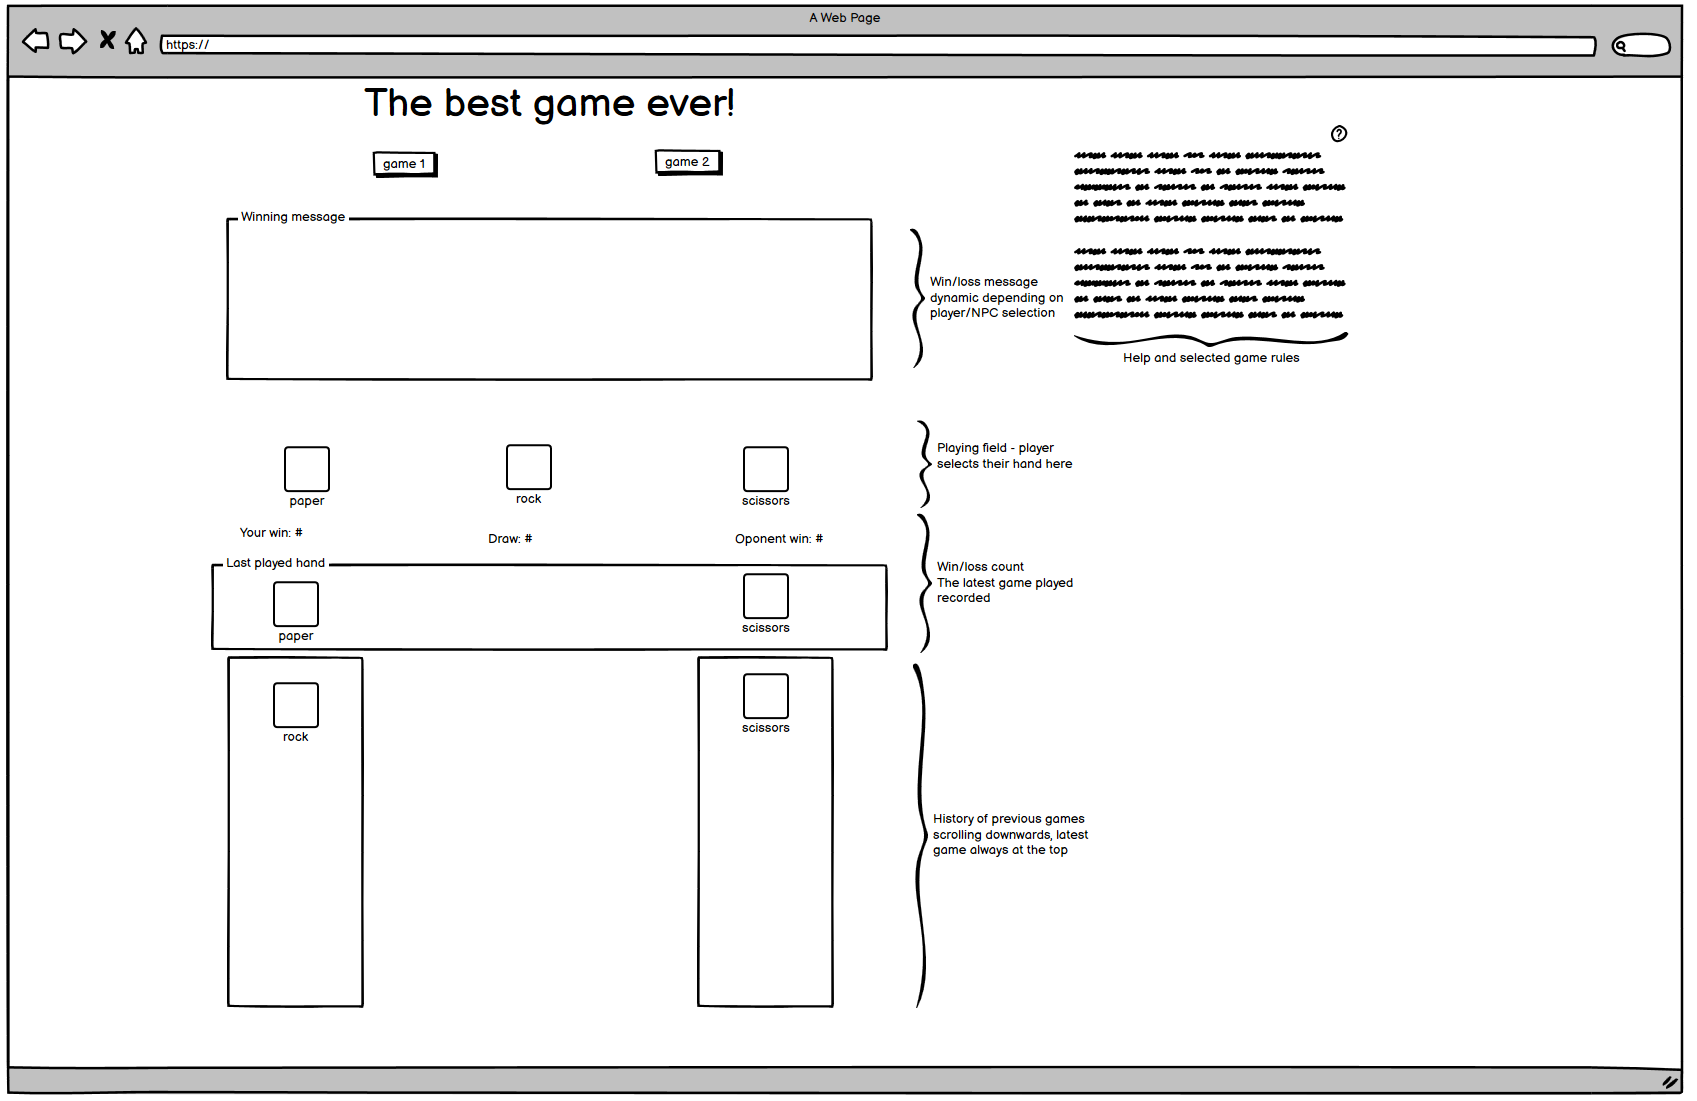 A Web Page
https://
The best game ever!
game 1
game 2
?
Winning message
Win/loss message
dynamic depending on
player/NPC selection
Help and selected game rules
paper
rock
scissors
Playing field - player
selects their hand here
Your win: #
Draw: #
Oponent win: #
Last played hand
paper
scissors
Win/loss count
The latest game played
recorded
rock
scissors
History of previous games
scrolling downwards, latest
game always at the top